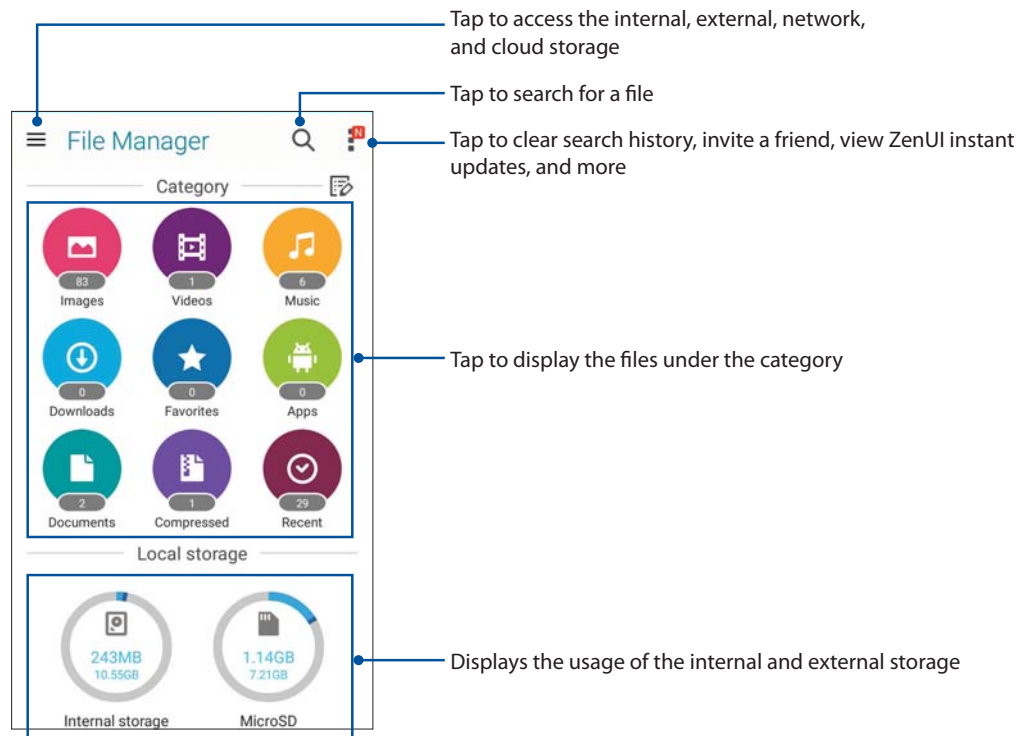 Tap to access the internal, external, network,
and cloud storage
Tap to search for a file
File Manager
N
Tap to clear search history, invite a friend, view ZenUI instant
updates, and more
Category
83
1
6
Images
Videos
Music
0
0
0
Downloads
Favorites
Apps
Tap to display the files under the category
2
1
29
Documents
Compressed
Recent
Local storage
243MB
10.55GB
1.14GB
7.21GB
Displays the usage of the internal and external storage
Internal storage
MicroSD